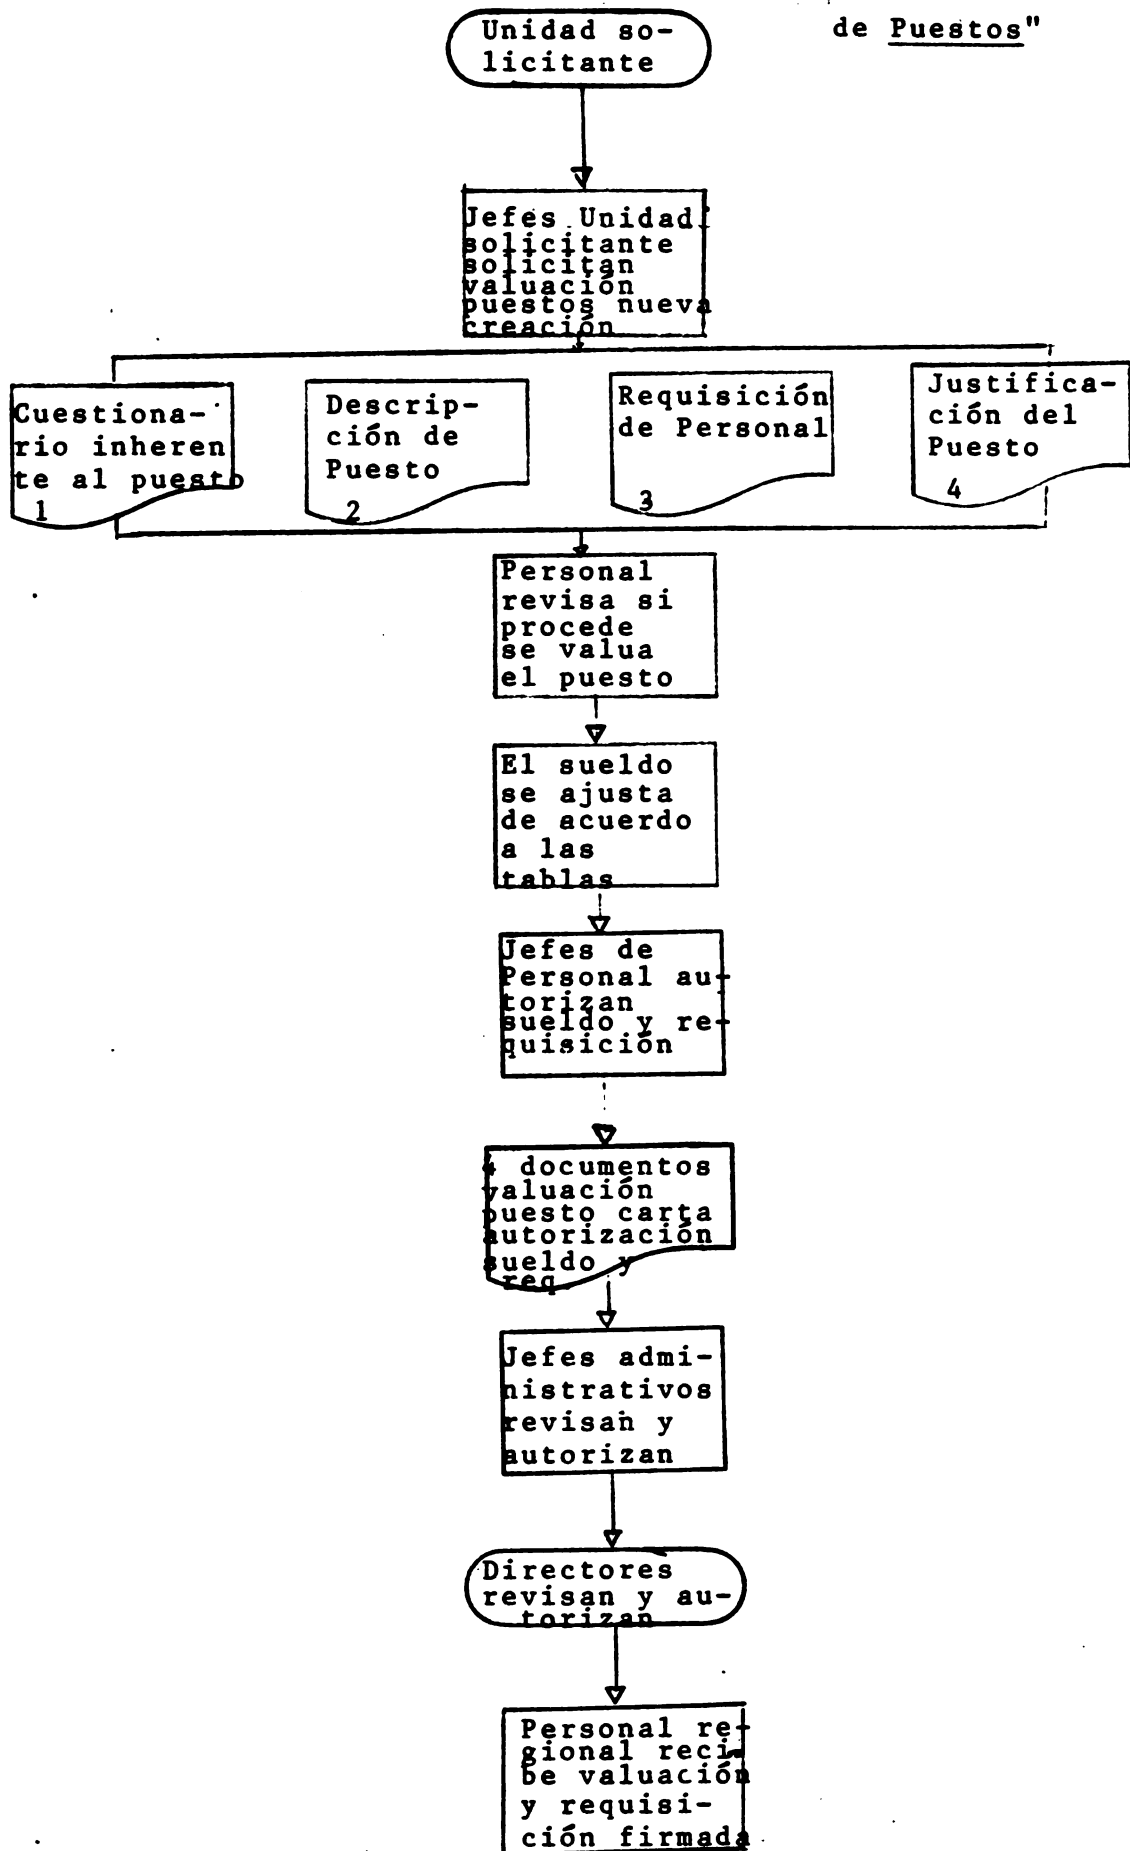 de Puestos"
Unidad so-
licitante
Jefes Unidad
solicitante
solicitan
valuación
puestos nueva
creación
Cuestiona-
rio inheren
te al puesto
1
Descrip-
ción de
Puesto
2
Requisición
de Personal
3
Justifica-
ción del
Puesto
4
Personal
revisa si
procede
se valua
el puesto
El sueldo
se ajusta
de acuerdo
a las
tablas
Jefes de
Personal au-
torizan
sueldo y re-
quisición
4 documentos
valuación
puesto carta
autorización
sueldo y
req.
Jefes admi-
nistrativos
revisan y
autorizan
Directores
revisan y au-
torizan
Personal re-
gional reci-
be valuación
y requisi-
ción firmada